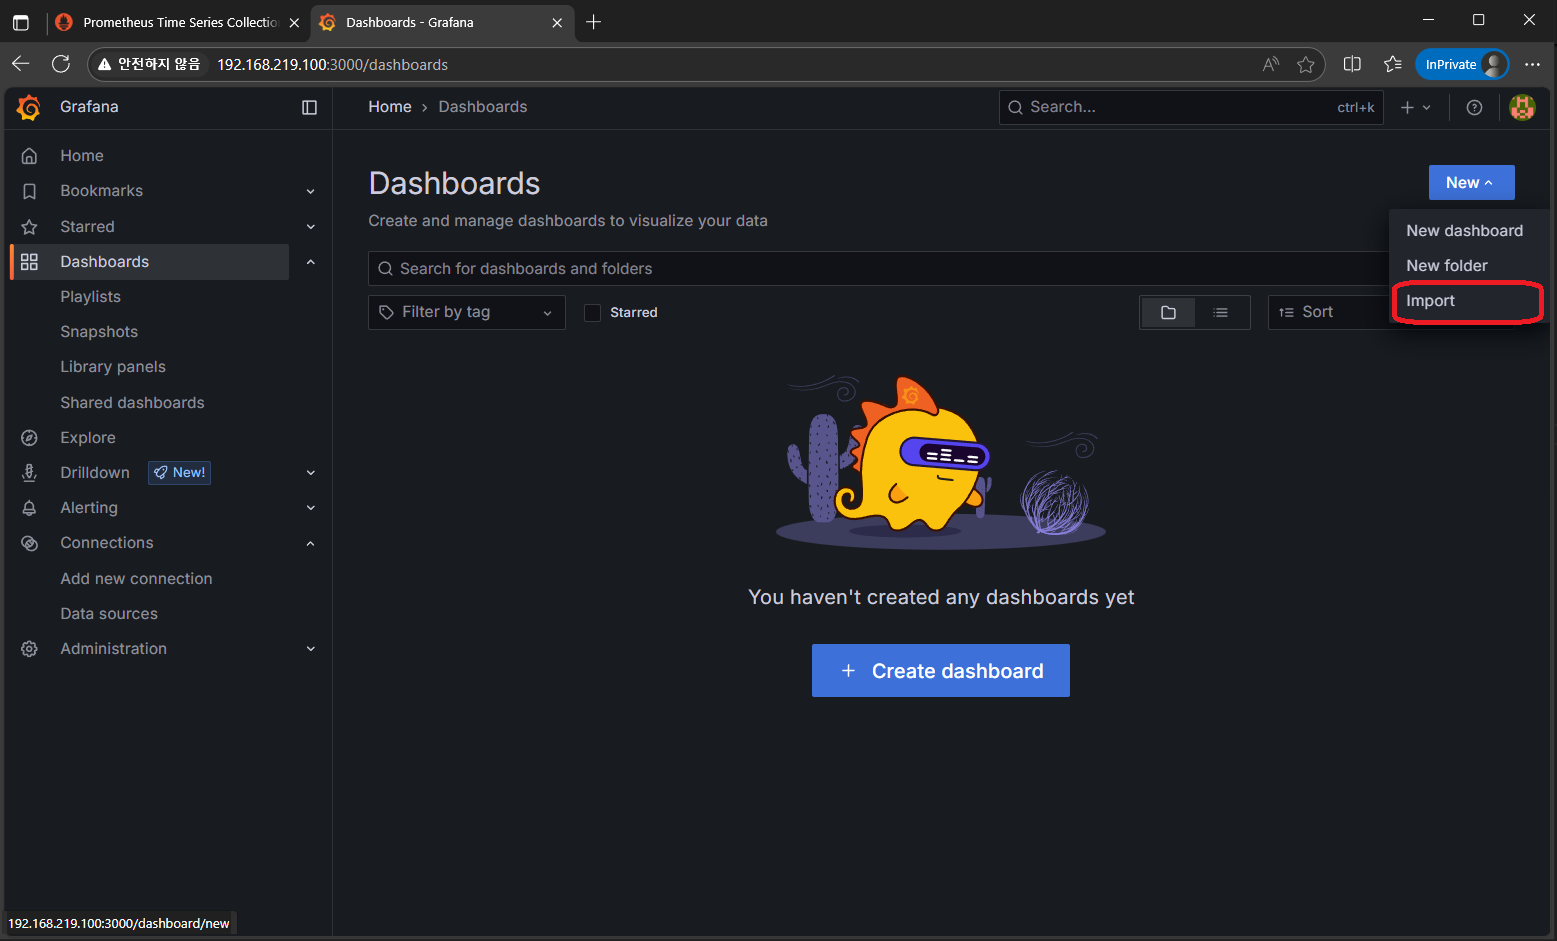 Prometheus Time Series Collectio
Dashboards - Grafana
안전하지 않음 192.168.219.100:3000/dashboards
InPrivate
Grafana
Home › Dashboards
Search... ctrl+k
Home
Bookmarks
Starred
Dashboards
Playlists
Snapshots
Library panels
Shared dashboards
Explore
Drilldown New!
Alerting
Connections
Add new connection
Data sources
Administration
Dashboards
Create and manage dashboards to visualize your data
New
New dashboard
New folder
Import
Search for dashboards and folders
Filter by tag
Starred
Sort
You haven't created any dashboards yet
+ Create dashboard
192.168.219.100:3000/dashboard/new